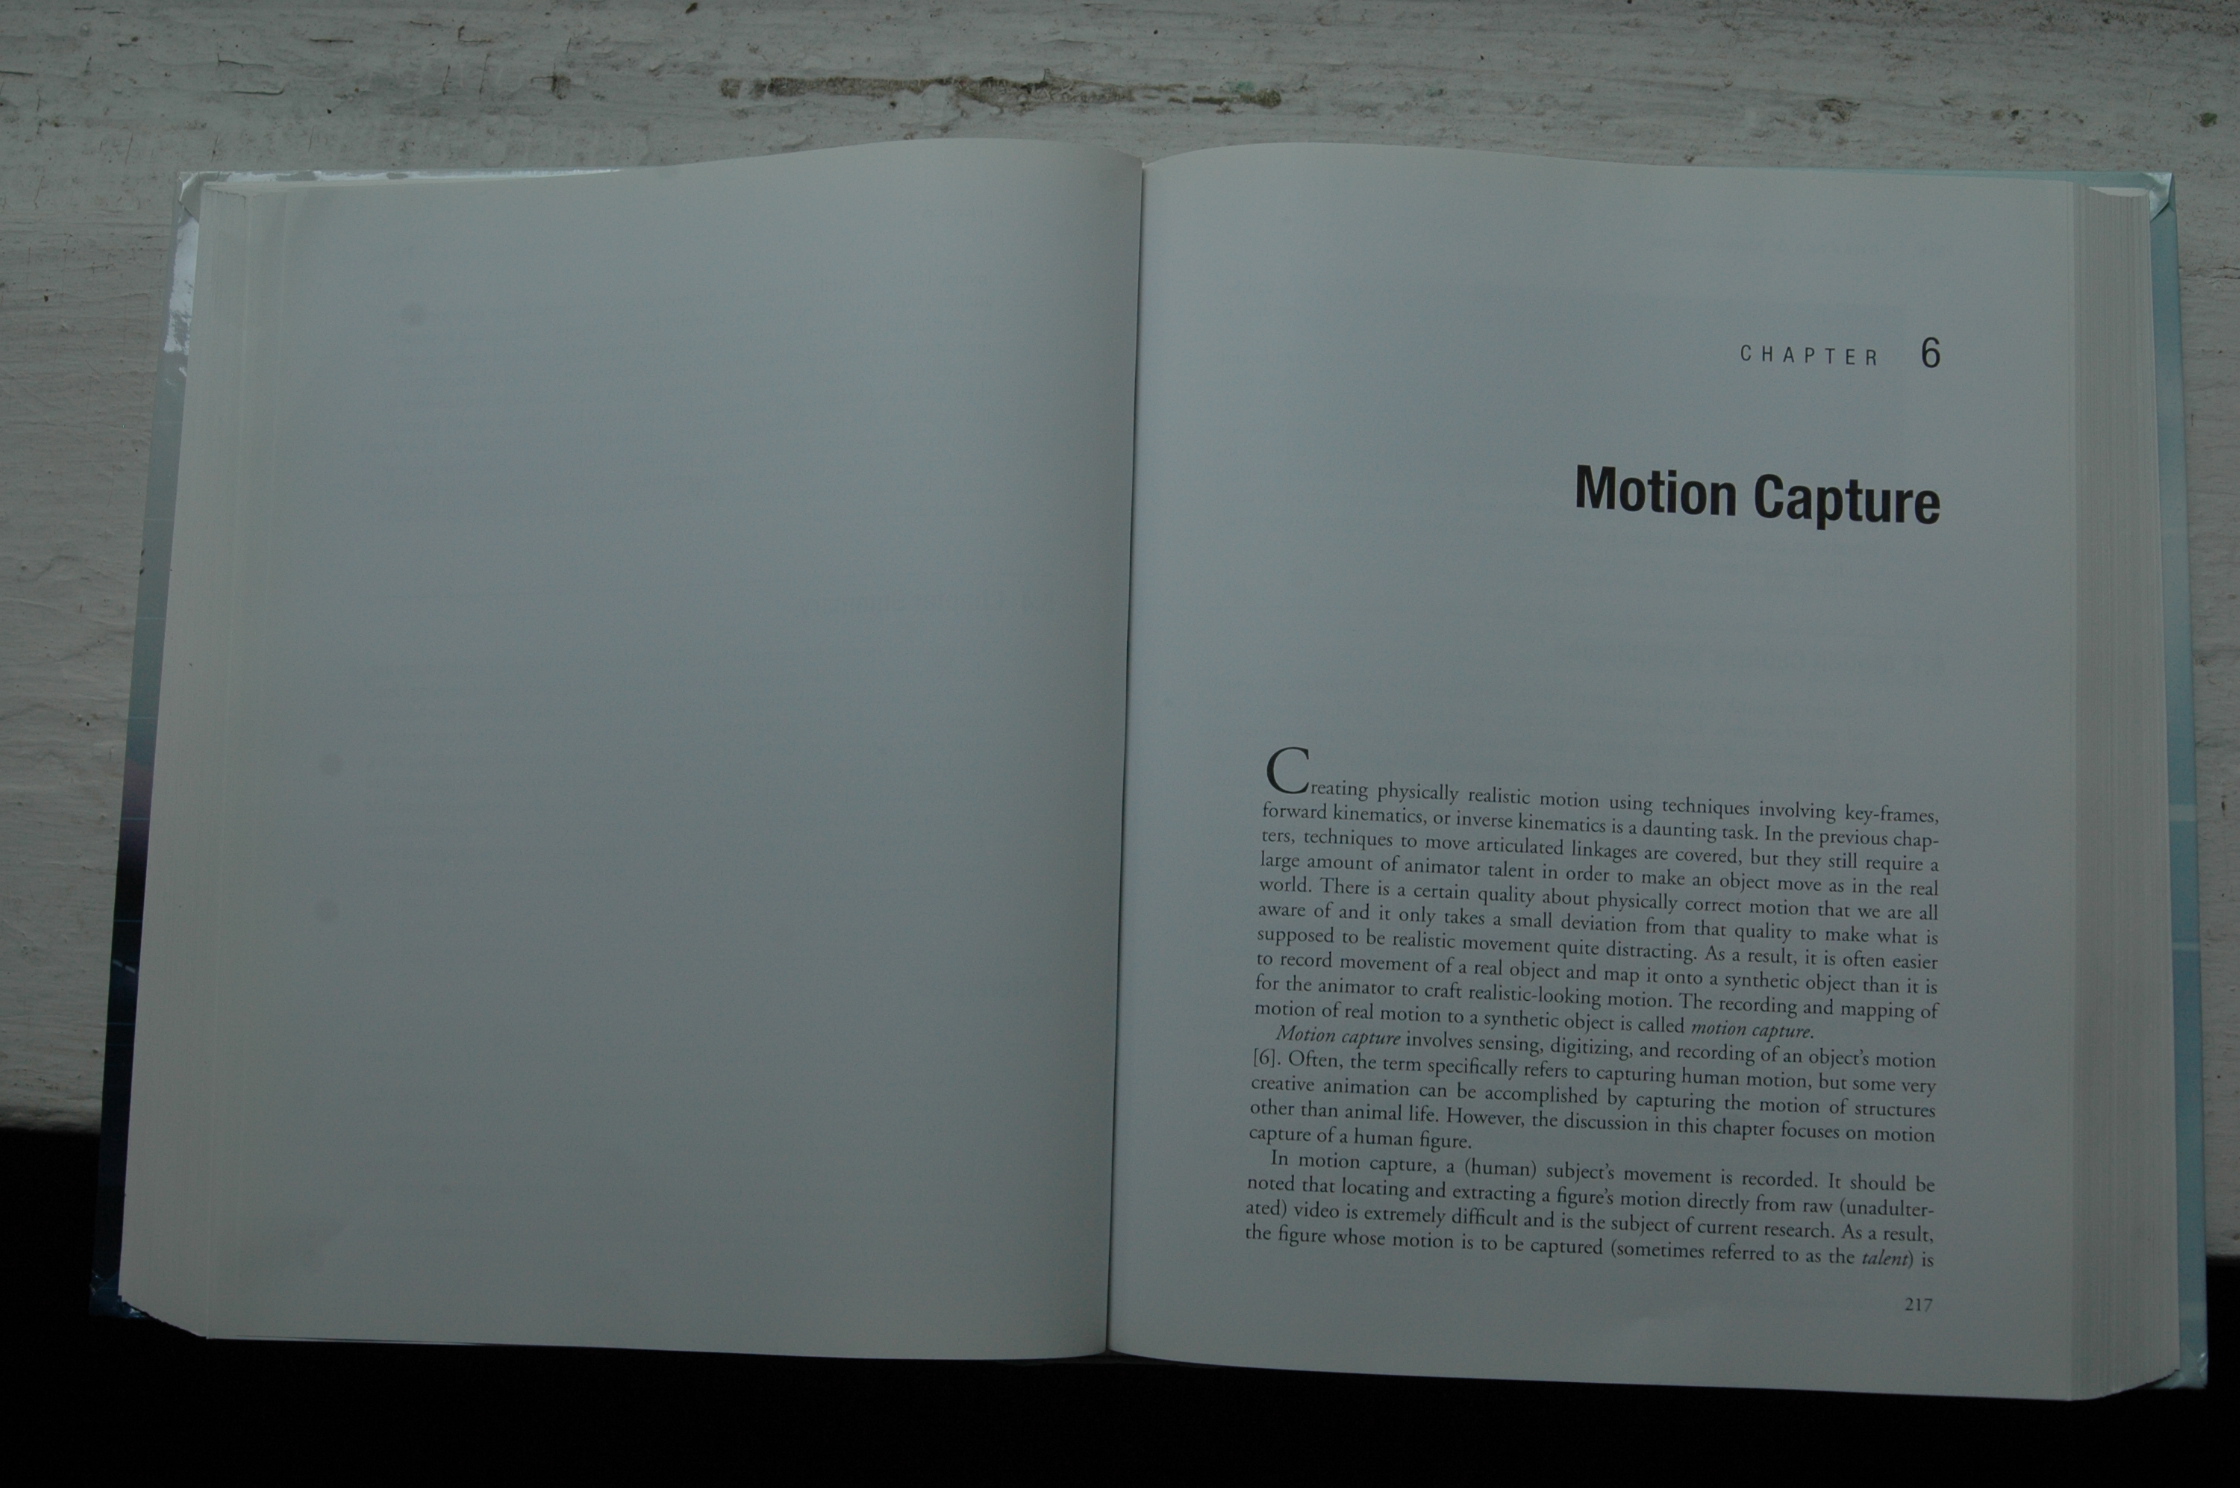 CHAPTER 6
Motion Capture
Creating physically realistic motion using techniques involving key-frames,
forward kinematics, or inverse kinematics is a daunting task. In the previous chap-
ters, techniques to move articulated linkages are covered, but they still require a
large amount of animator talent in order to make an object move as in the real
world. There is a certain quality about physically correct motion that we are all
aware of and it only takes a small deviation from that quality to make what is
supposed to be realistic movement quite distracting. As a result, it is often easier
to record movement of a real object and map it onto a synthetic object than it is
for the animator to craft realistic-looking motion. The recording and mapping of
motion of real motion to a synthetic object is called motion capture.
Motion capture involves sensing, digitizing, and recording of an object's motion
[6]. Often, the term specifically refers to capturing human motion, but some very
creative animation can be accomplished by capturing the motion of structures
other than animal life. However, the discussion in this chapter focuses on motion
capture of a human figure.
In motion capture, a (human) subject's movement is recorded. It should be
noted that locating and extracting a figure's motion directly from raw (unadulter-
ated) video is extremely difficult and is the subject of current research. As a result,
the figure whose motion is to be captured (sometimes referred to as the talent) is
217